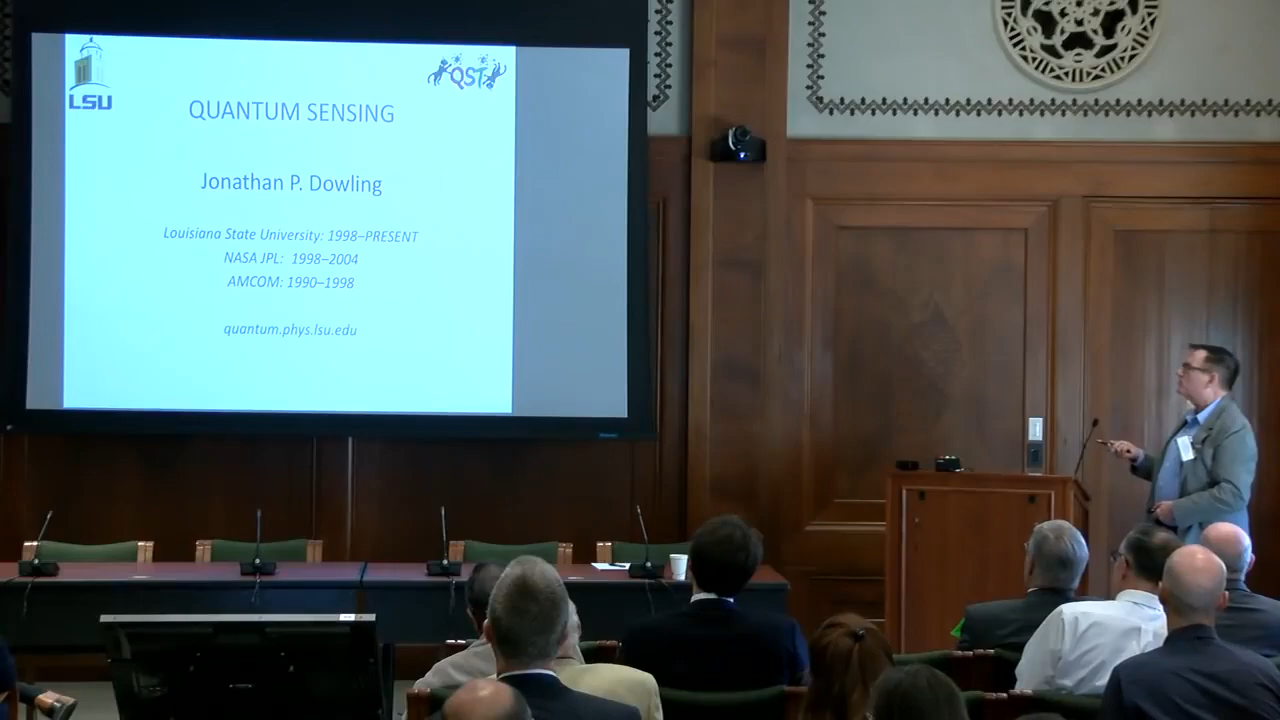 LSU
QST
QUANTUM SENSING
Jonathan P. Dowling
Louisiana State University: 1998–PRESENT
NASA JPL: 1998–2004
AMCOM: 1990–1998
quantum.phys.lsu.edu